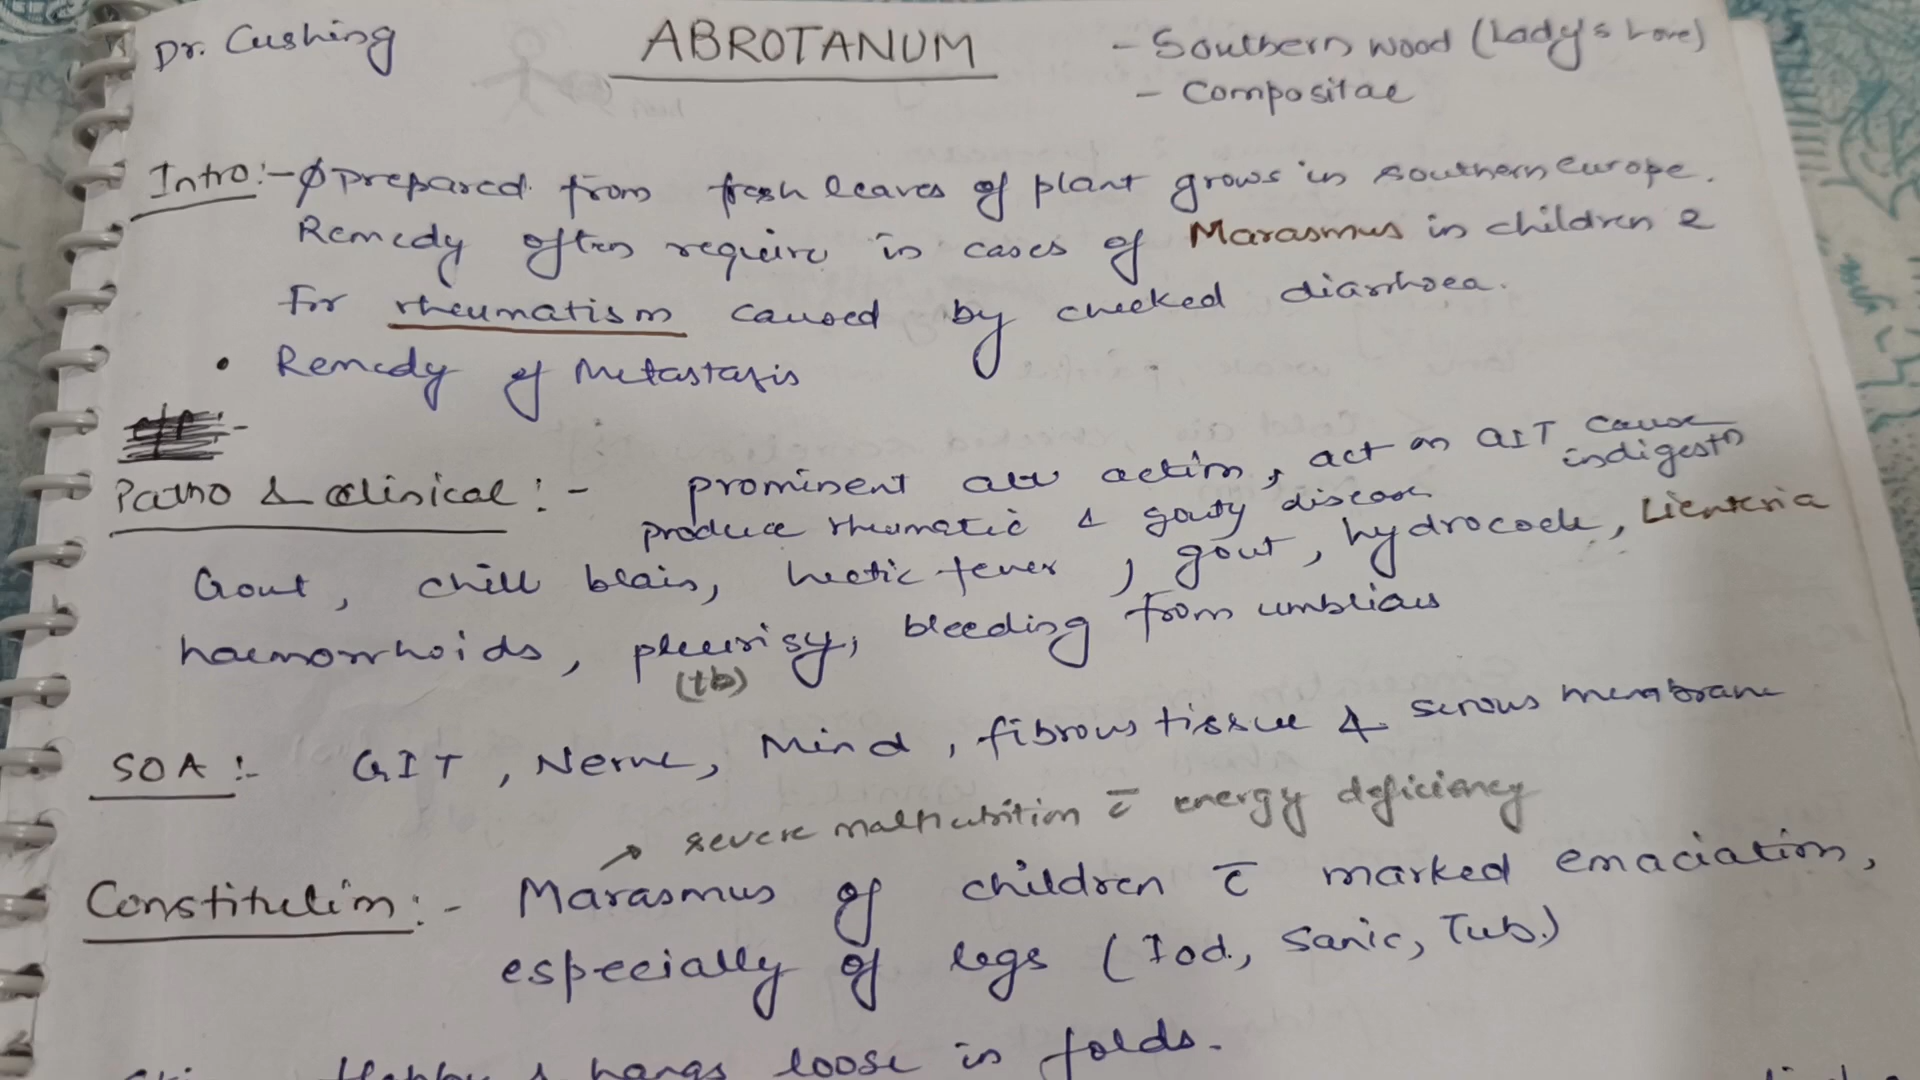 Dr. Cushing
ABROTANUM
- Southern wood (Lady's Love)
- Compositae
Intro:- φ prepared from fresh leaves of plant grows in southern europe.
Remedy often require in cases of Marasmus in children &
For rheumatism caused by checked diarrhoea.
• Remedy of Metastasis
Patho & clinical :- prominent action, act on GIT cause indigestn
produce rheumatic & gouty disease
Gout, chill blain, hectic fever, gout, hydrocoele, Lienteria
haemorrhoids, pleurisy, bleeding from umblicus
(tb)
SOA :- GIT, Nerve, Mind, fibrous tissue & serous membrane
→ severe malnutrition c̄ energy deficiency
Constitution :- Marasmus of children c̄ marked emaciation,
especially of legs (Iod., Sanic, Tub.)
Flabby & hangs loose in folds.